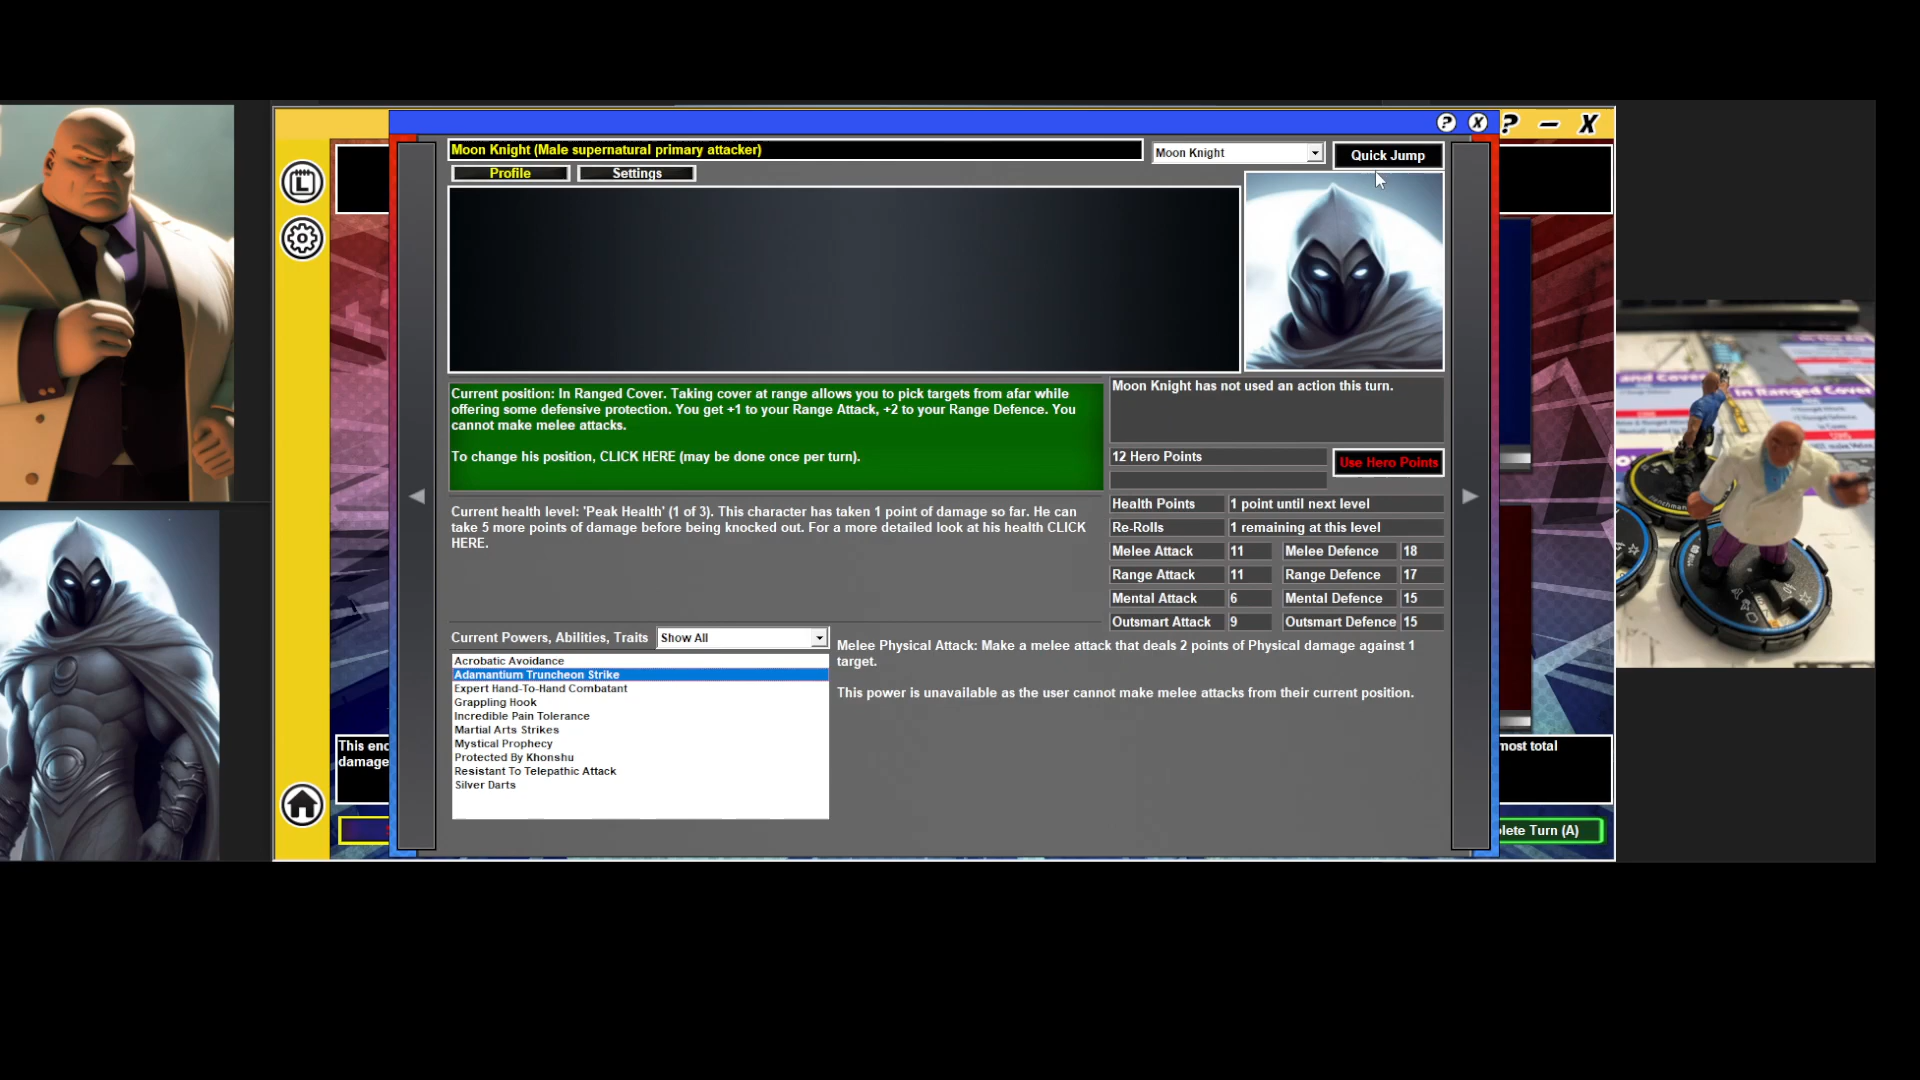 ? X ? – X
Moon Knight (Male supernatural primary attacker)
Moon Knight
Quick Jump
Profile
Settings
Current position: In Ranged Cover. Taking cover at range allows you to pick targets from afar while
offering some defensive protection. You get +1 to your Range Attack, +2 to your Range Defence. You
cannot make melee attacks.
To change his position, CLICK HERE (may be done once per turn).
Moon Knight has not used an action this turn.
12 Hero Points
Use Hero Points
Current health level: 'Peak Health' (1 of 3). This character has taken 1 point of damage so far. He can
take 5 more points of damage before being knocked out. For a more detailed look at his health CLICK
HERE.
Health Points 1 point until next level
Re-Rolls 1 remaining at this level
Melee Attack 11 Melee Defence 18
Range Attack 11 Range Defence 17
Mental Attack 6 Mental Defence 15
Outsmart Attack 9 Outsmart Defence 15
Current Powers, Abilities, Traits Show All
Acrobatic Avoidance
Adamantium Truncheon Strike
Expert Hand-To-Hand Combatant
Grappling Hook
Incredible Pain Tolerance
Martial Arts Strikes
Mystical Prophecy
Protected By Khonshu
Resistant To Telepathic Attack
Silver Darts
Melee Physical Attack: Make a melee attack that deals 2 points of Physical damage against 1
target.
This power is unavailable as the user cannot make melee attacks from their current position.
L
This enc
damage
most total
lete Turn (A)
and Cover
In Ranged Cover